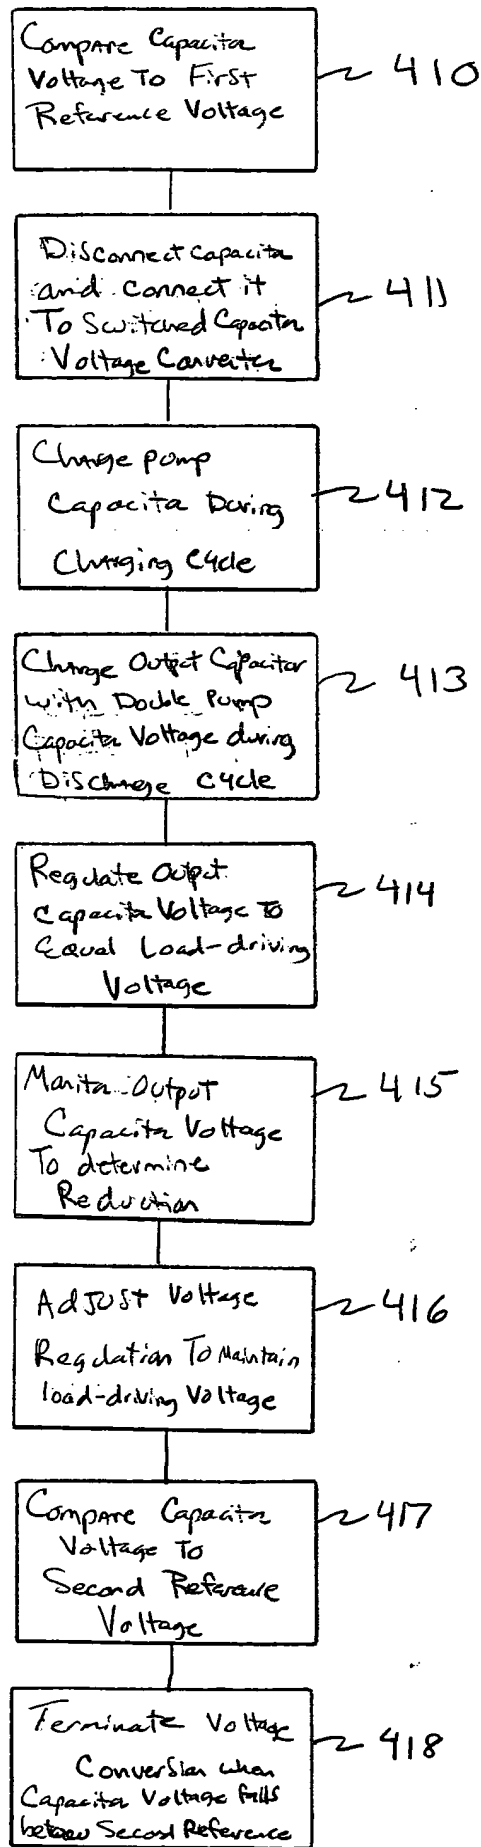 Compare Capacitor
Voltage To First
Reference Voltage
410
Disconnect Capacitor
and connect it
To Switched Capacitor
Voltage Converter
411
Charge pump
Capacitor During
Charging Cycle
412
Charge Output Capacitor
with Double Pump
Capacitor Voltage during
Discharge Cycle
413
Regulate Output
Capacitor Voltage To
Equal Load-driving
Voltage
414
Monitor Output
Capacitor Voltage
To determine
Reduction
415
Adjust Voltage
Regulation To Maintain
load-driving Voltage
416
Compare Capacitor
Voltage To
Second Reference
Voltage
417
Terminate Voltage
Conversion when
Capacitor Voltage falls
below Second Reference
418